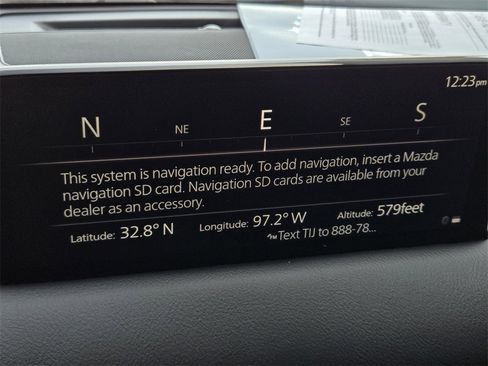 12:23pm
N NE E SE S
This system is navigation ready. To add navigation, insert a Mazda
navigation SD card. Navigation SD cards are available from your
dealer as an accessory.
Latitude: 32.8° N Longitude: 97.2° W Altitude: 579feet
Text TIJ to 888-78...